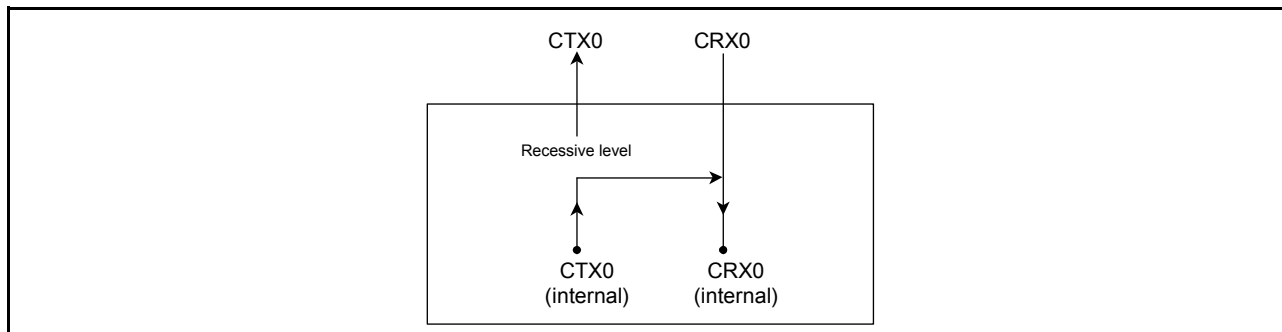 CTX0 CRX0
Recessive level
CTX0 CRX0
(internal) (internal)